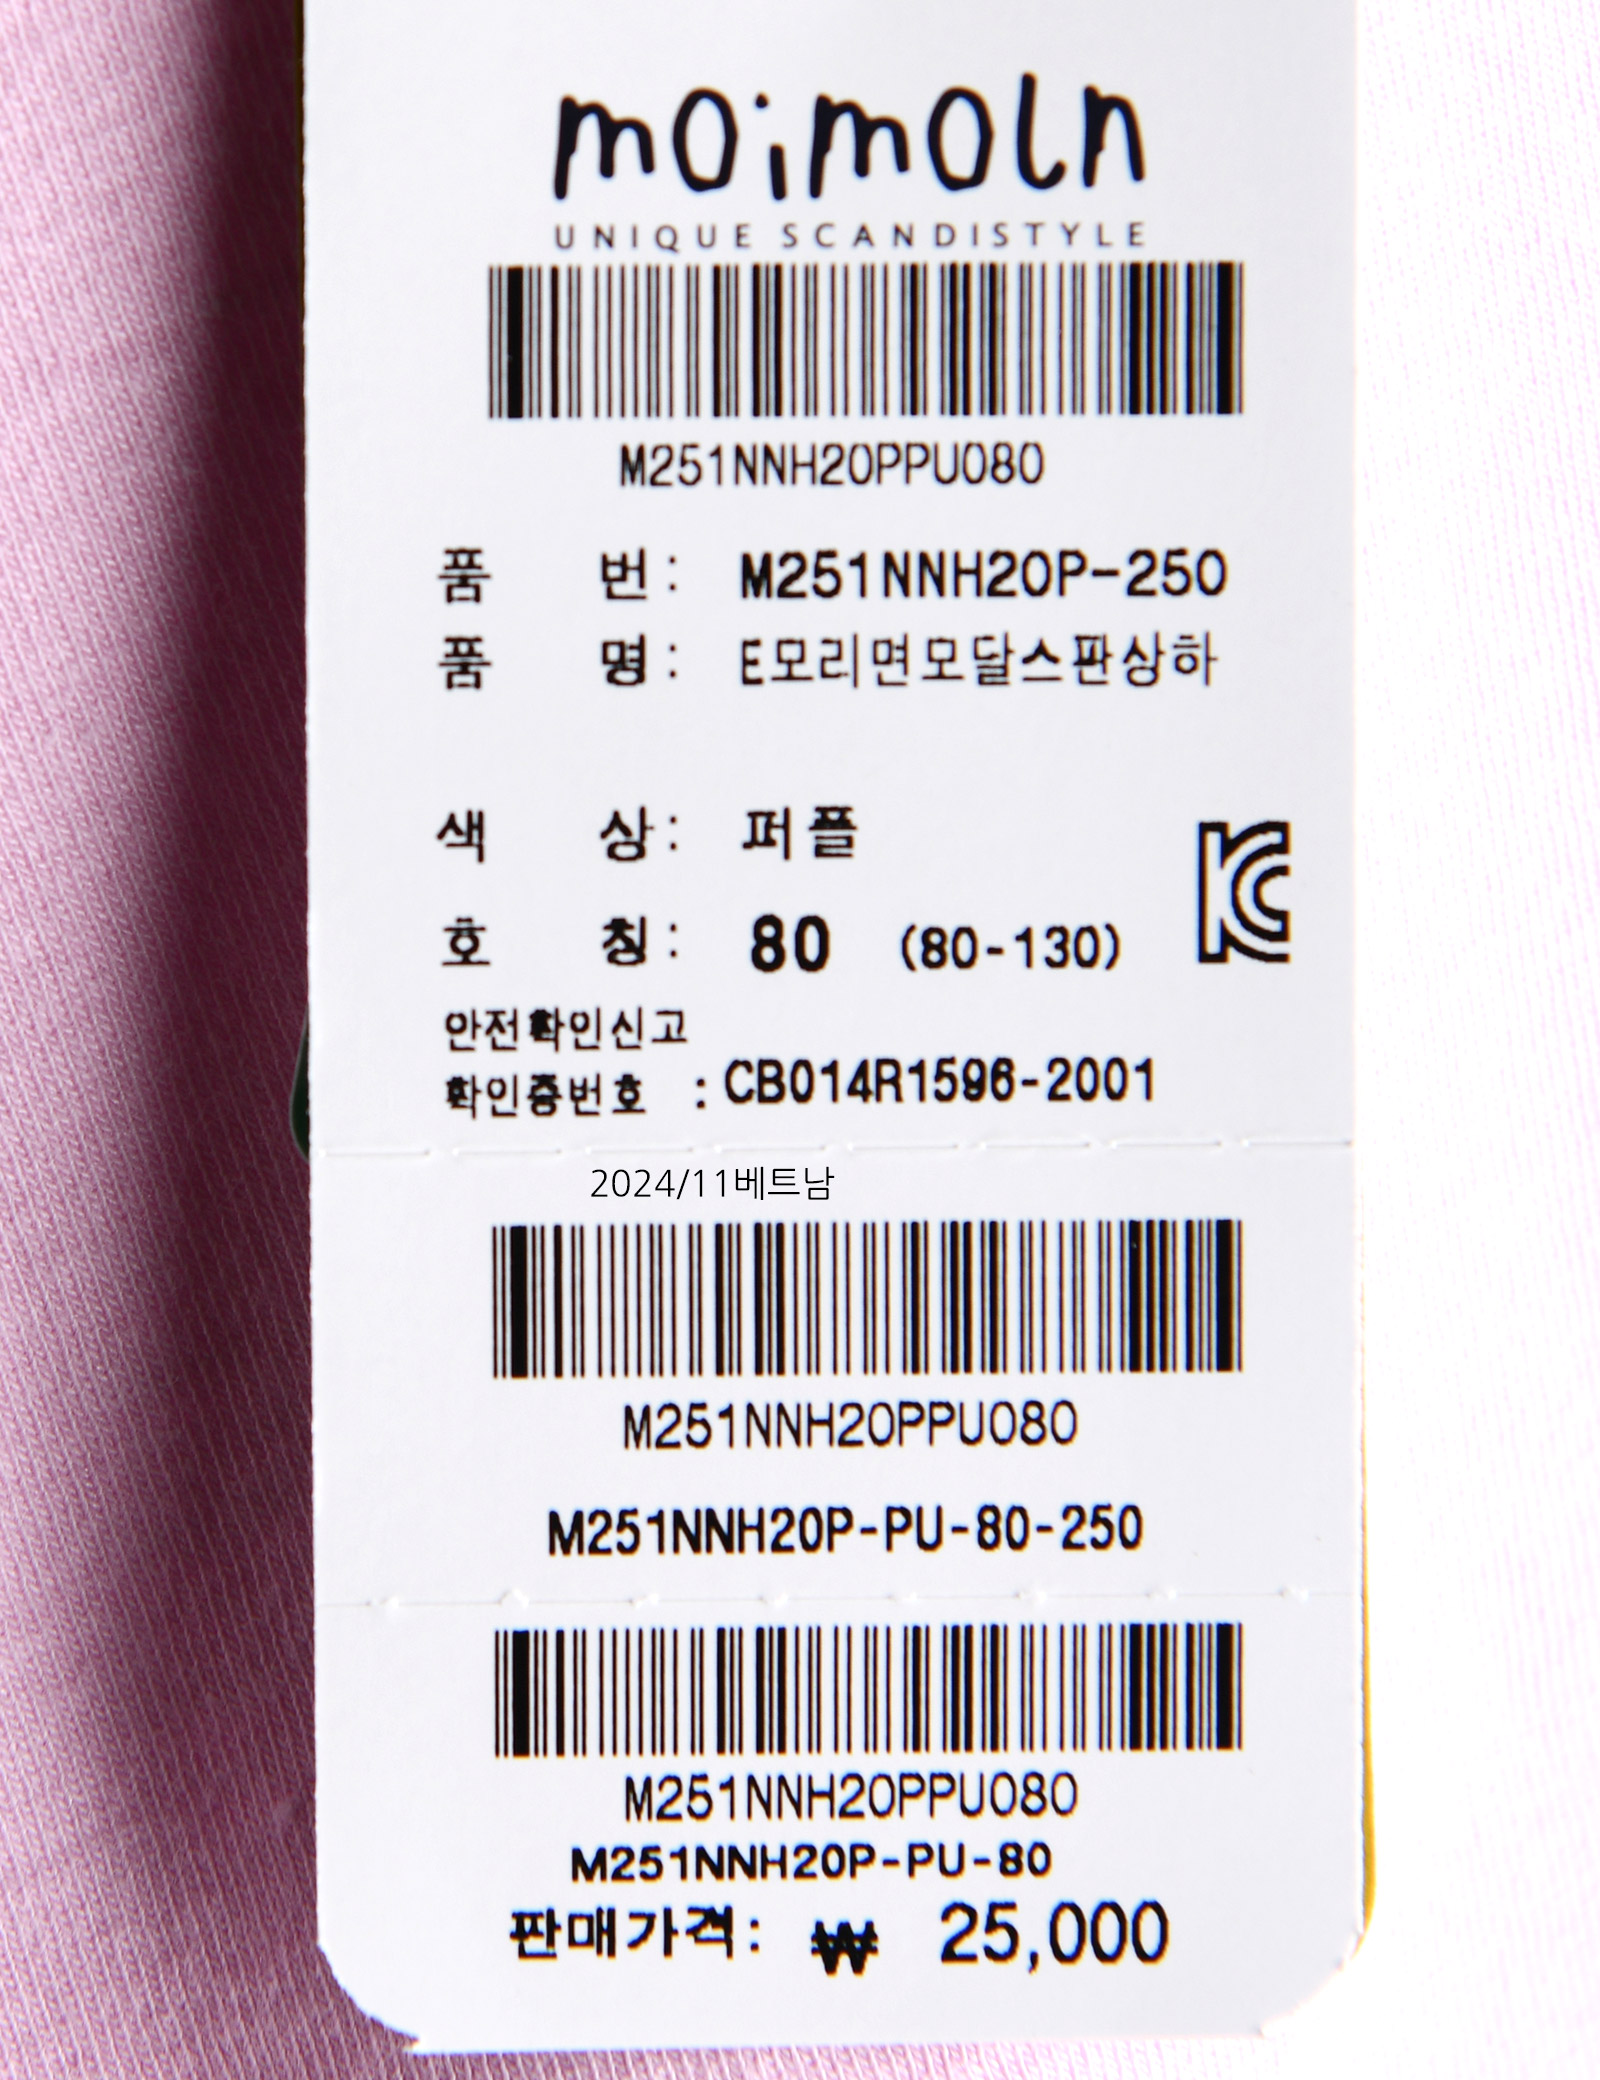 moimoln
UNIQUE SCANDISTYLE
M251NNH20PPU080
품 번 : M251NNH20P-250
품 명 : E모리면모달스판상하
색 상 : 퍼플
호 칭 : 80 (80-130)
안전확인신고
확인증번호 : CB014R1596-2001
2024/11베트남
M251NNH20PPU080
M251NNH20P-PU-80-250
M251NNH20PPU080
M251NNH20P-PU-80
판매가격: ₩ 25,000